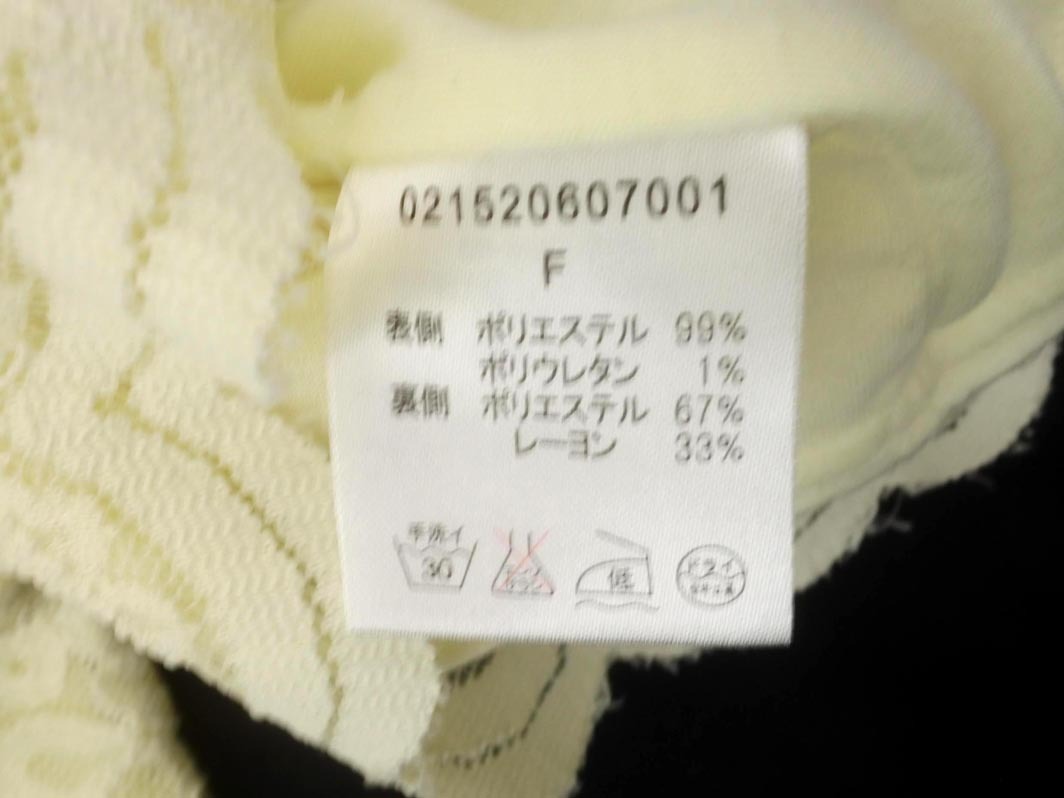 021520607001
F
表側 ポリエステル 99%
ポリウレタン 1%
裏側 ポリエステル 67%
レーヨン 33%
手洗イ
30 低 ドライ